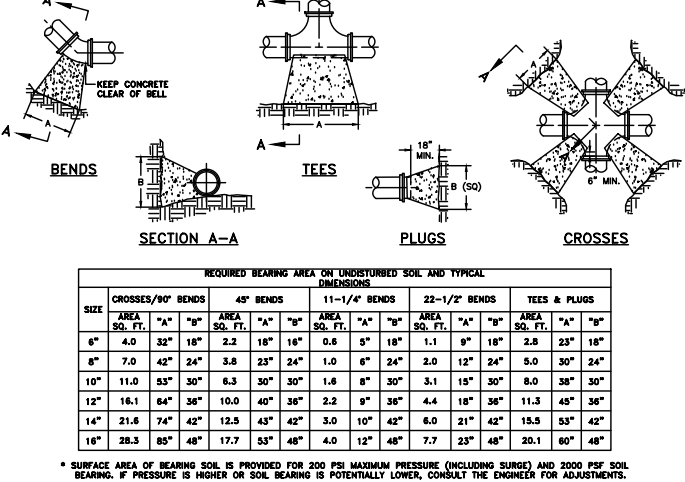 A
A
A
KEEP CONCRETE
CLEAR OF BELL
A
A
A
A
A
BENDS
TEES
B
18"
MIN.
B (SQ)
A
6" MIN.
SECTION A-A
PLUGS
CROSSES
REQUIRED BEARING AREA ON UNDISTURBED SOIL AND TYPICAL
DIMENSIONS
SIZE CROSSES/90° BENDS 45° BENDS 11-1/4° BENDS 22-1/2° BENDS TEES & PLUGS
AREA SQ. FT. "A" "B" AREA SQ. FT. "A" "B" AREA SQ. FT. "A" "B" AREA SQ. FT. "A" "B" AREA SQ. FT. "A" "B"
6" 4.0 32" 18" 2.2 18" 16" 0.6 5" 18" 1.1 9" 18" 2.8 23" 18"
8" 7.0 42" 24" 3.8 23" 24" 1.0 6" 24" 2.0 12" 24" 5.0 30" 24"
10" 11.0 53" 30" 6.3 30" 30" 1.6 8" 30" 3.1 15" 30" 8.0 38" 30"
12" 16.1 64" 36" 10.0 40" 36" 2.2 9" 36" 4.4 18" 36" 11.3 45" 36"
14" 21.6 74" 42" 12.5 43" 42" 3.0 10" 42" 6.0 21" 42" 15.5 53" 42"
16" 28.3 85" 48" 17.7 53" 48" 4.0 12" 48" 7.7 23" 48" 20.1 60" 48"
* SURFACE AREA OF BEARING SOIL IS PROVIDED FOR 200 PSI MAXIMUM PRESSURE (INCLUDING SURGE) AND 2000 PSF SOIL
BEARING. IF PRESSURE IS HIGHER OR SOIL BEARING IS POTENTIALLY LOWER, CONSULT THE ENGINEER FOR ADJUSTMENTS.